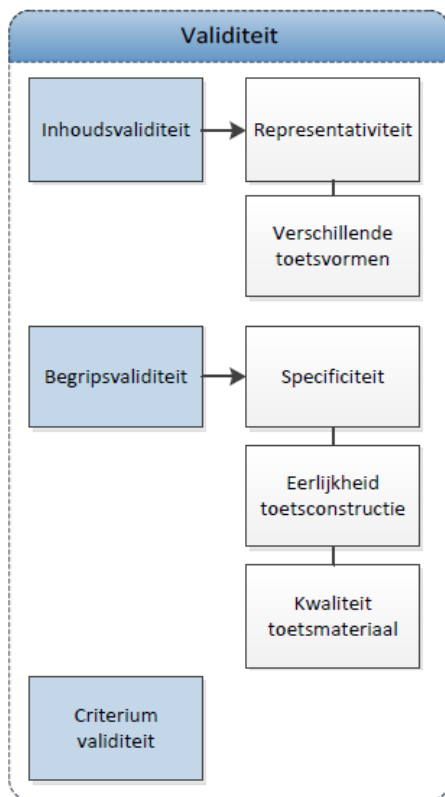 Validiteit
Inhoudsvaliditeit
Representativiteit
Verschillende
toetsvormen
Begripsvaliditeit
Specificiteit
Eerlijkheid
toetsconstructie
Kwaliteit
toetsmateriaal
Criterium
validiteit